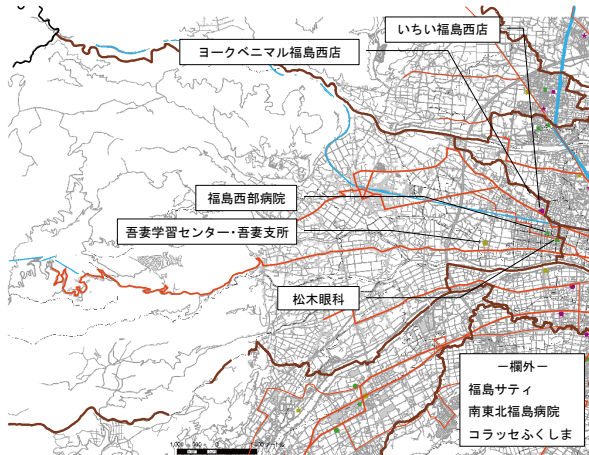 いちい福島西店
ヨークベニマル福島西店
福島西部病院
吾妻学習センター・吾妻支所
松木眼科
－欄外－
福島サティ
南東北福島病院
コラッセふくしま